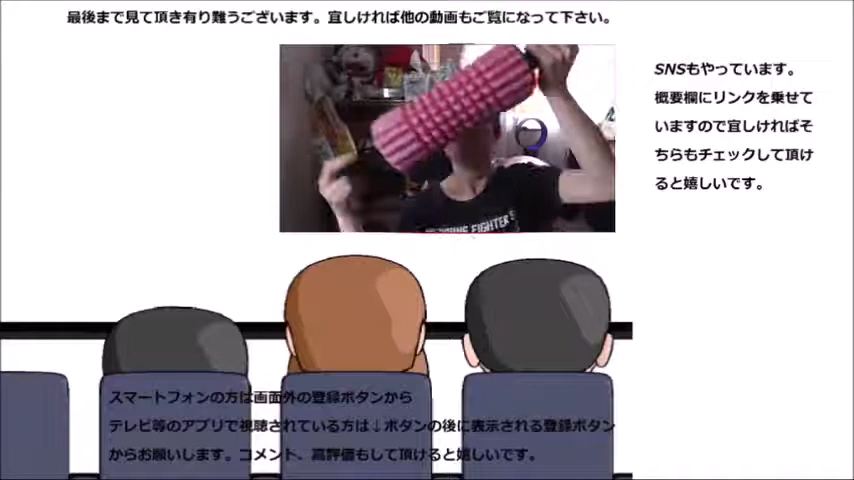 最後まで見て頂き有り難うございます。宜しければ他の動画もご覧になって下さい。
SNSもやっています。
概要欄にリンクを乗せて
いますので宜しければそ
ちらもチェックして頂け
ると嬉しいです。
FIGHTER
スマートフォンの方は画面外の登録ボタンから
テレビ等のアプリで視聴されている方は↓ボタンの後に表示される登録ボタン
からお願いします。コメント、高評価もして頂けると嬉しいです。